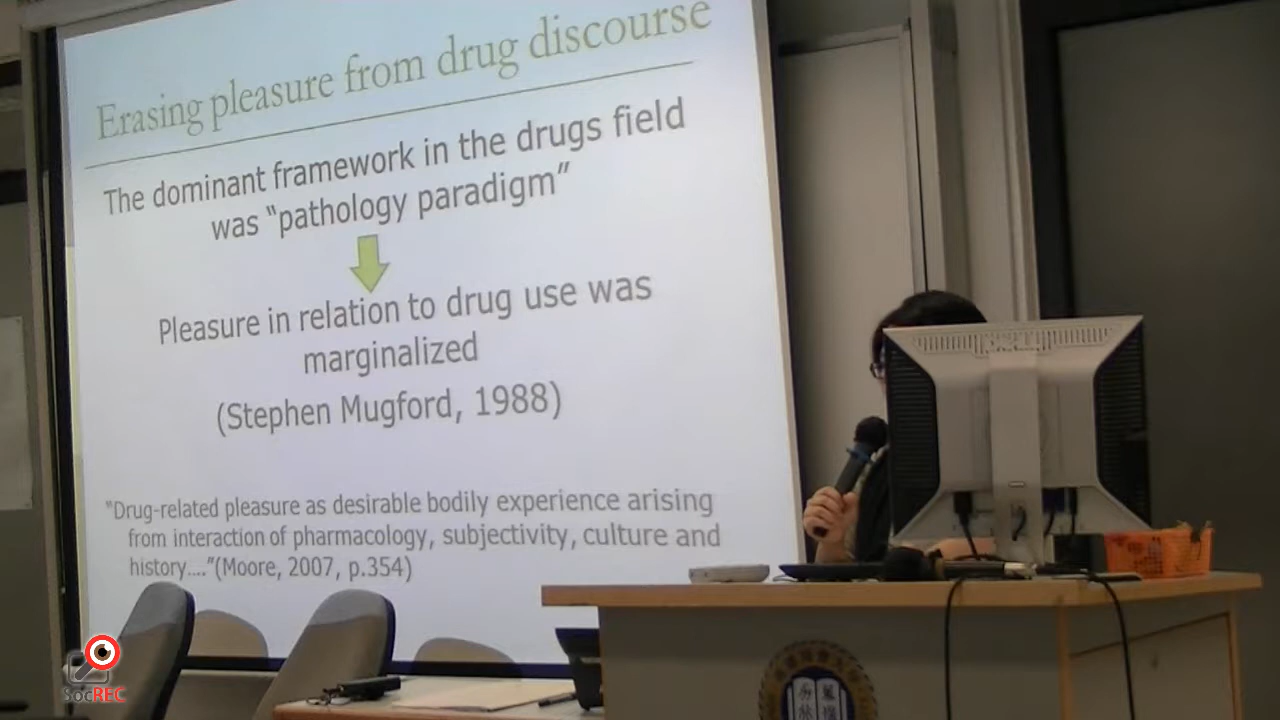 Erasing pleasure from drug discourse
The dominant framework in the drugs field
was “pathology paradigm”
Pleasure in relation to drug use was
marginalized
(Stephen Mugford, 1988)
“Drug-related pleasure as desirable bodily experience arising
from interaction of pharmacology, subjectivity, culture and
history....”(Moore, 2007, p.354)
SocREC